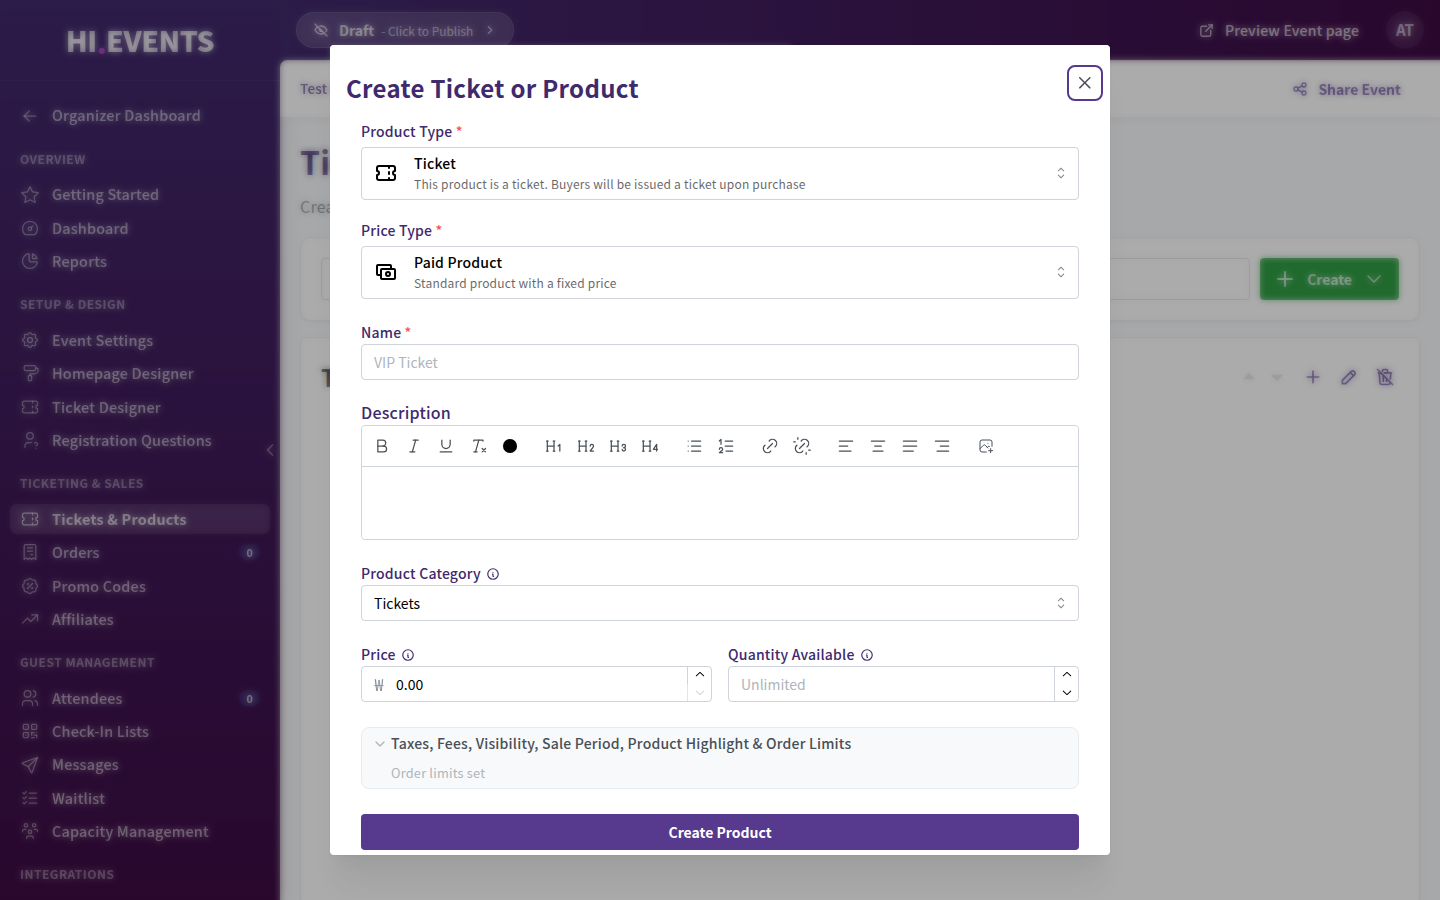 HI.EVENTS
Draft - Click to Publish
Preview Event page
AT
Organizer Dashboard
OVERVIEW
Getting Started
Dashboard
Reports
SETUP & DESIGN
Event Settings
Homepage Designer
Ticket Designer
Registration Questions
TICKETING & SALES
Tickets & Products
Orders 0
Promo Codes
Affiliates
GUEST MANAGEMENT
Attendees 0
Check-In Lists
Messages
Waitlist
Capacity Management
INTEGRATIONS
Test
Share Event
Ti
Crea
Create
Create Ticket or Product
Product Type *
Ticket
This product is a ticket. Buyers will be issued a ticket upon purchase
Price Type *
Paid Product
Standard product with a fixed price
Name *
VIP Ticket
Description
B I U Tx H1 H2 H3 H4
Product Category
Tickets
Price
Quantity Available
₩ 0.00
Unlimited
Taxes, Fees, Visibility, Sale Period, Product Highlight & Order Limits
Order limits set
Create Product